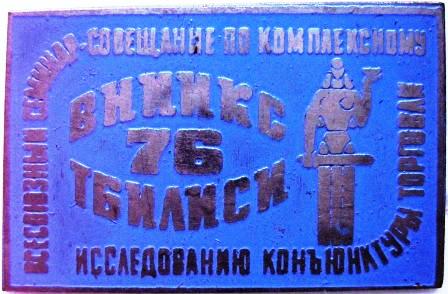 ВСЕСОЮЗНЫЙ СЕМИНАР-СОВЕЩАНИЕ ПО КОМПЛЕКСНОМУ
ИССЛЕДОВАНИЮ КОНЪЮНКТУРЫ ТОРГОВЛИ
ВНИИКС
76
ТБИЛИСИ